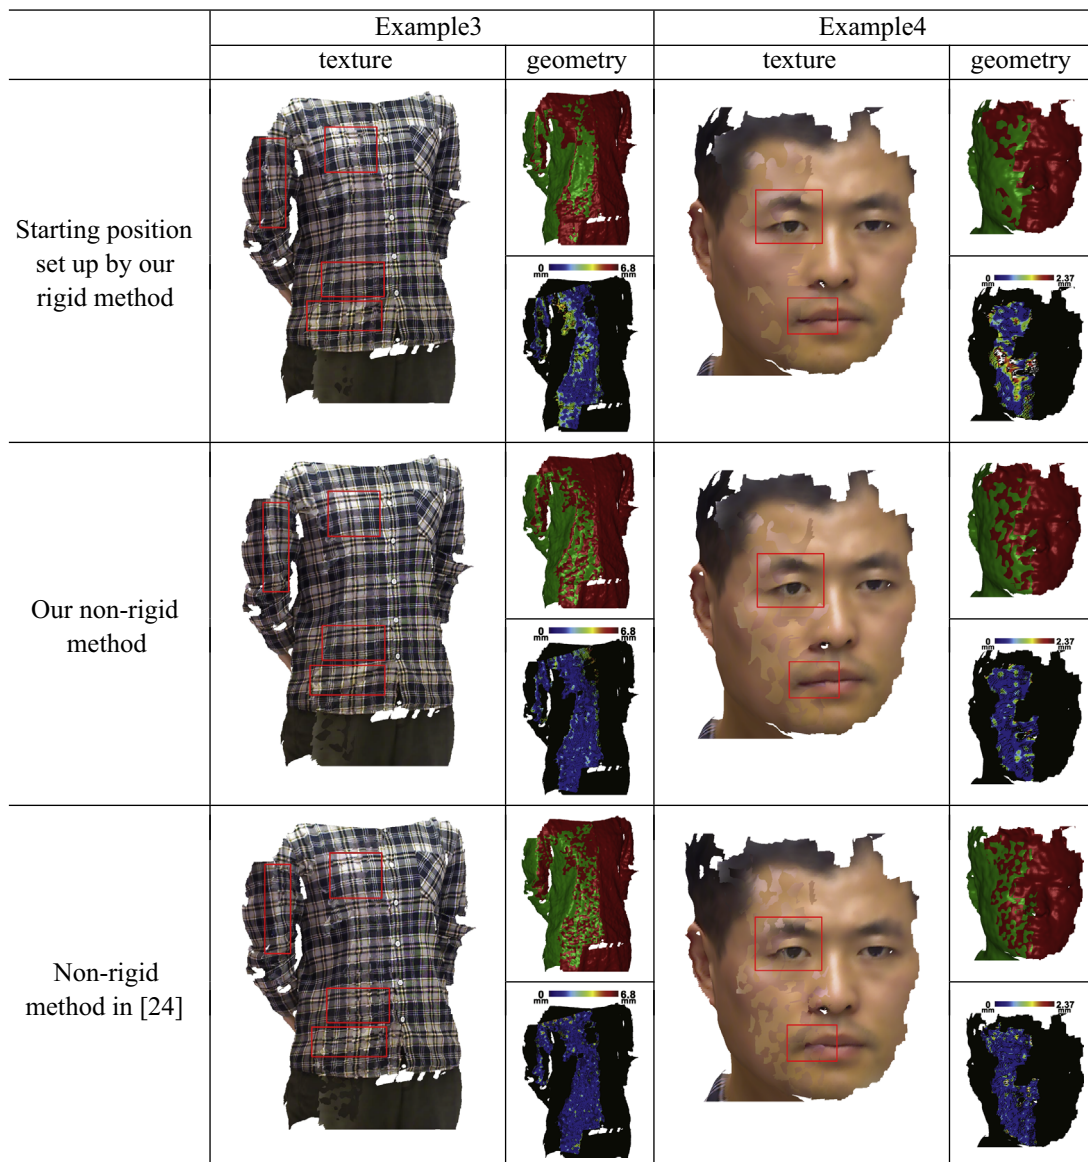 Example3
Example4
texture
geometry
texture
geometry
Starting position
set up by our
rigid method
0
mm
6.8
mm
0
mm
2.37
mm
Our non-rigid
method
0
mm
6.8
mm
0
mm
2.37
mm
Non-rigid
method in [24]
0
mm
6.8
mm
0
mm
2.37
mm